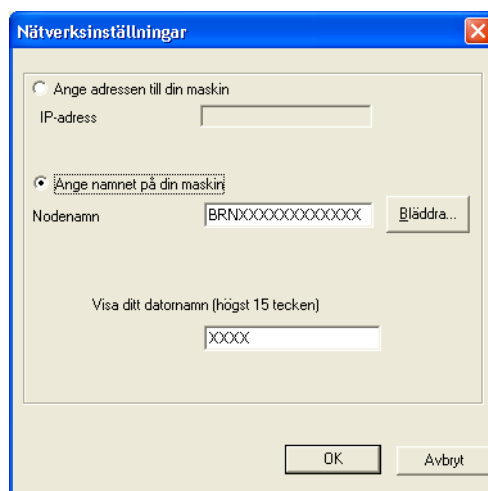 Nätverksinställningar
Ange adressen till din maskin
IP-adress
Ange namnet på din maskin
Nodenamn BRNXXXXXXXXXXXX Bläddra...
Visa ditt datornamn (högst 15 tecken)
XXXX
OK Avbryt